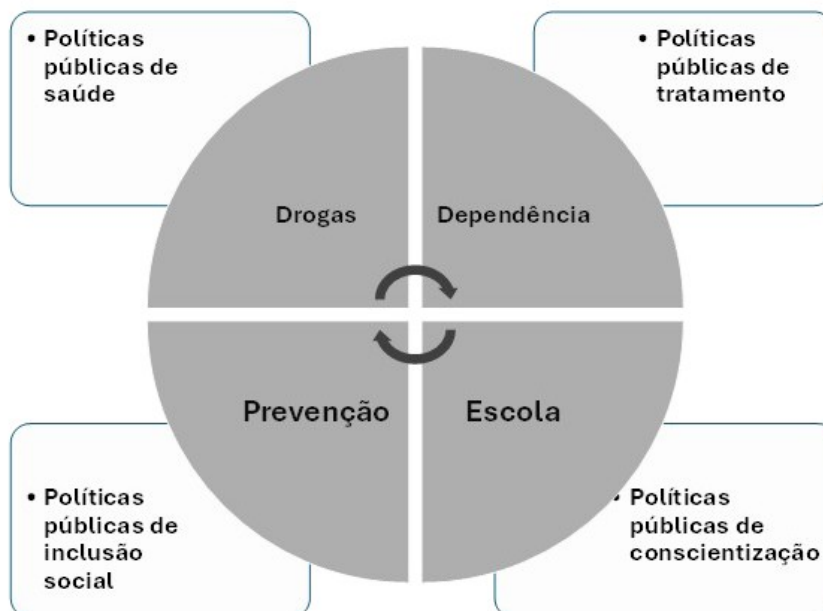 • Políticas
públicas de
saúde
• Políticas
públicas de
tratamento
Drogas
Dependência
Prevenção
Escola
• Políticas
públicas de
inclusão
social
• Políticas
públicas de
conscientização